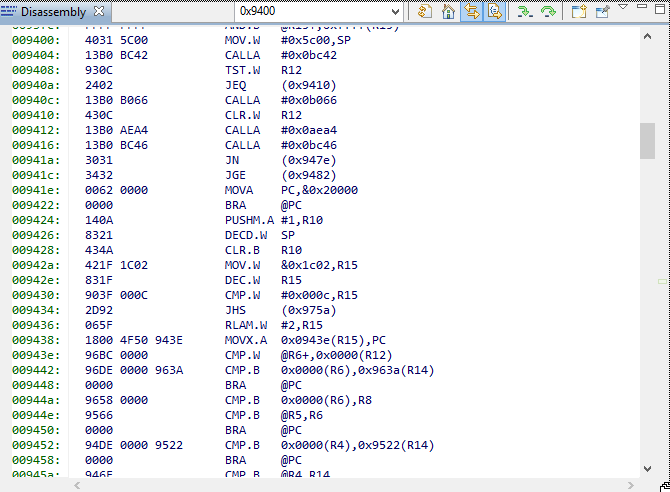 Disassembly
0x9400
009400: 4031 5C00 MOV.W #0x5c00,SP
009404: 13B0 BC42 CALLA #0x0bc42
009408: 930C TST.W R12
00940a: 2402 JEQ (0x9410)
00940c: 13B0 B066 CALLA #0x0b066
009410: 430C CLR.W R12
009412: 13B0 AEA4 CALLA #0x0aea4
009416: 13B0 BC46 CALLA #0x0bc46
00941a: 3031 JN (0x947e)
00941c: 3432 JGE (0x9482)
00941e: 0062 0000 MOVA PC,&0x20000
009422: 0000 BRA @PC
009424: 140A PUSHM.A #1,R10
009426: 8321 DECD.W SP
009428: 434A CLR.B R10
00942a: 421F 1C02 MOV.W &0x1c02,R15
00942e: 831F DEC.W R15
009430: 903F 000C CMP.W #0x000c,R15
009434: 2D92 JHS (0x975a)
009436: 065F RLAM.W #2,R15
009438: 1800 4F50 943E MOVX.A 0x0943e(R15),PC
00943e: 96BC 0000 CMP.W @R6+,0x0000(R12)
009442: 96DE 0000 963A CMP.B 0x0000(R6),0x963a(R14)
009448: 0000 BRA @PC
00944a: 9658 0000 CMP.B 0x0000(R6),R8
00944e: 9566 CMP.B @R5,R6
009450: 0000 BRA @PC
009452: 94DE 0000 9522 CMP.B 0x0000(R4),0x9522(R14)
009458: 0000 BRA @PC
00945a: 946E CMP.B @R4,R14